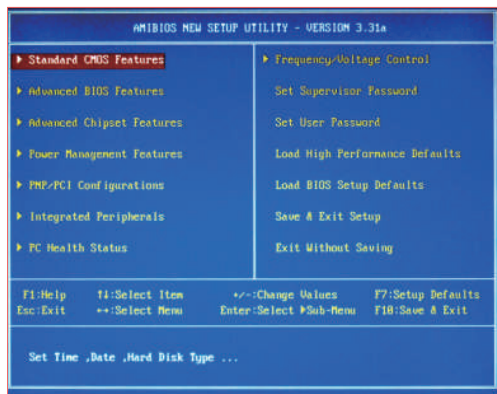 AMIBIOS NEW SETUP UTILITY - VERSION 3.31a
Standard CMOS Features
Advanced BIOS Features
Advanced Chipset Features
Power Management Features
PNP/PCI Configurations
Integrated Peripherals
PC Health Status
Frequency/Voltage Control
Set Supervisor Password
Set User Password
Load High Performance Defaults
Load BIOS Setup Defaults
Save & Exit Setup
Exit Without Saving
F1:Help ↑↓:Select Item +/-:Change Values F7:Setup Defaults
Esc:Exit ↔:Select Menu Enter:Select ▶Sub-Menu F10:Save & Exit
Set Time ,Date ,Hard Disk Type ...